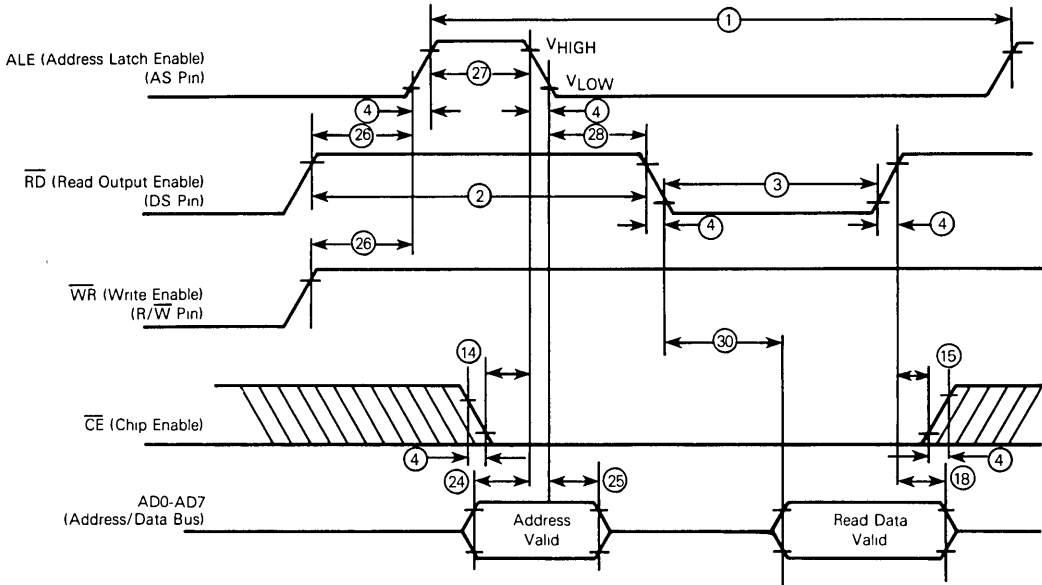 1
ALE (Address Latch Enable)
(AS Pin)
VHIGH
27
VLOW
4
4
26
28
RD (Read Output Enable)
(DS Pin)
3
2
4
4
26
WR (Write Enable)
(R/W Pin)
14
30
15
CE (Chip Enable)
4
4
24
25
18
AD0-AD7
(Address/Data Bus)
Address
Valid
Read Data
Valid